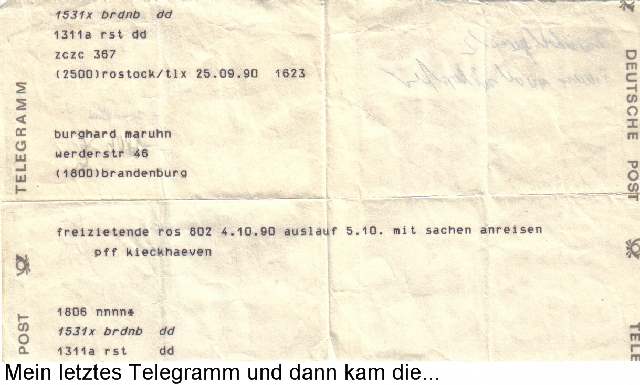 1531x brdnb dd
1311a rst dd
zczc 367
(2500)rostock/tlx 25.09.90 1623
burghard maruhn
werderstr 46
(1800)brandenburg
freizietende ros 602 4.10.90 auslauf 5.10. mit sachen anreisen
pff kieckhaeven
1806 nnnn*
1531x brdnb dd
1311a rst dd
TELEGRAMM
POST
DEUTSCHE POST
TELE
Mein letztes Telegramm und dann kam die...